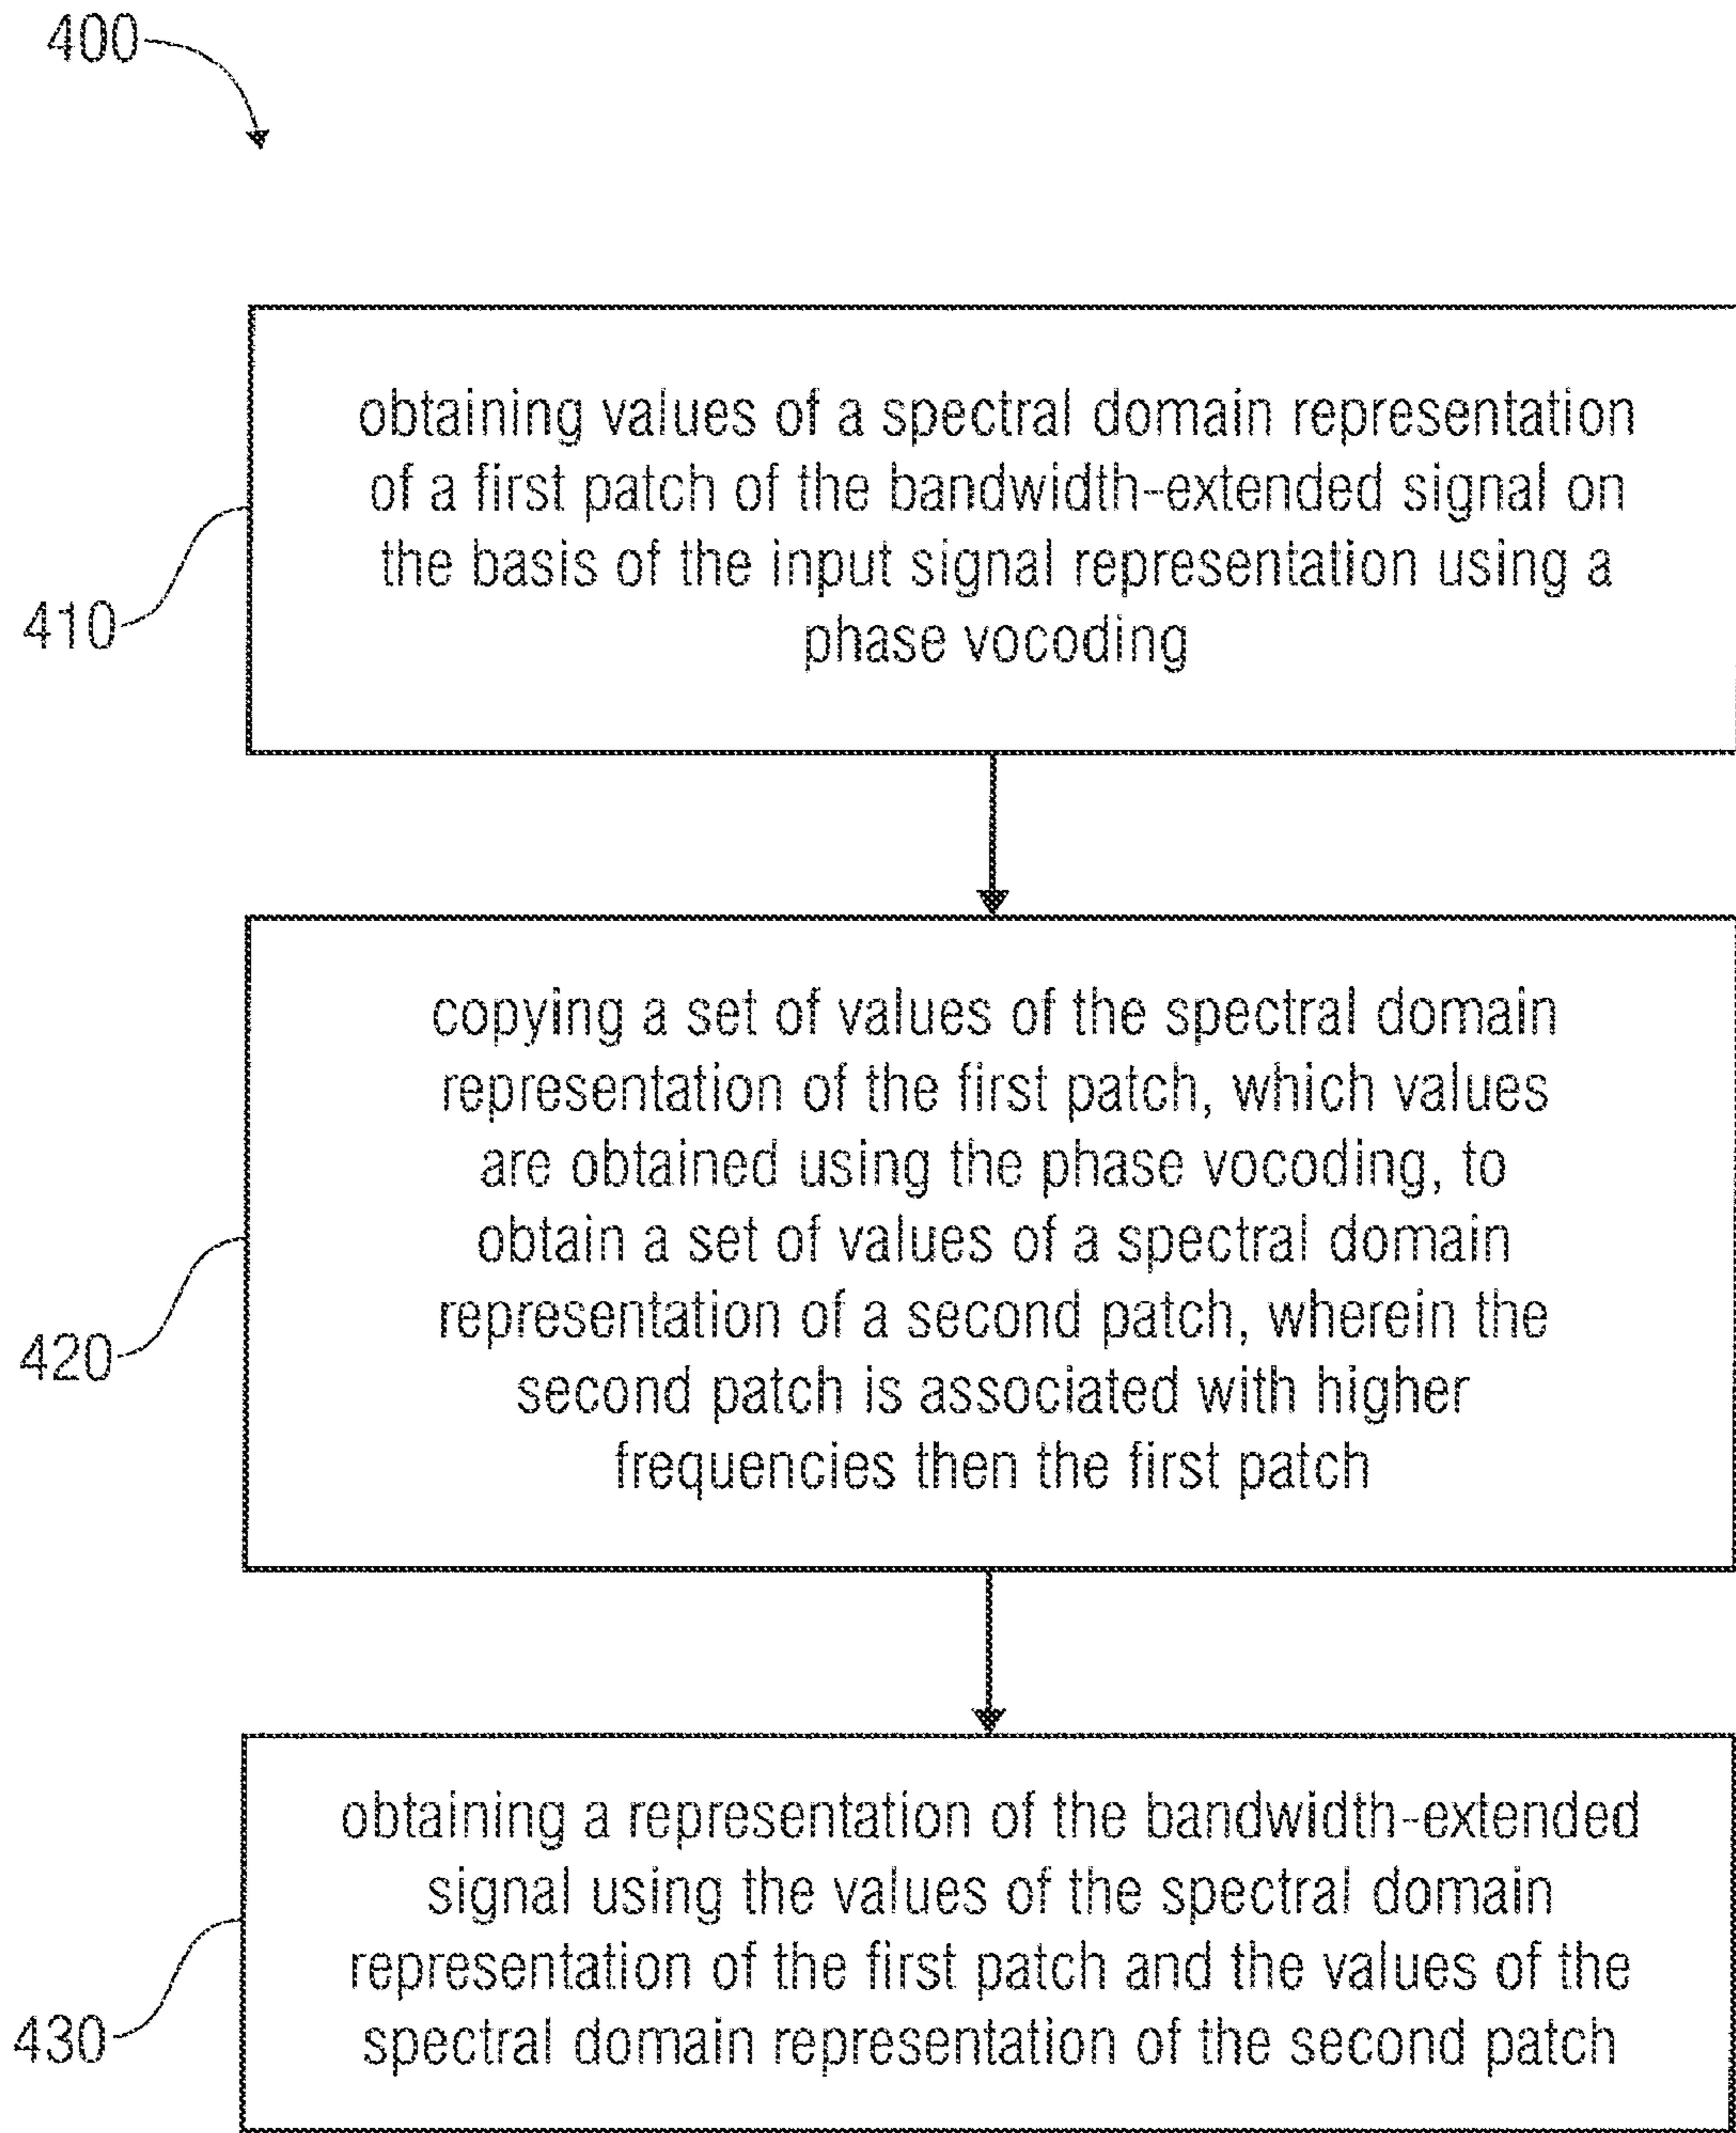 400
obtaining values of a spectral domain representation
of a first patch of the bandwidth-extended signal on
the basis of the input signal representation using a
phase vocoding
410
copying a set of values of the spectral domain
representation of the first patch, which values
are obtained using the phase vocoding, to
obtain a set of values of a spectral domain
representation of a second patch, wherein the
second patch is associated with higher
frequencies then the first patch
420
obtaining a representation of the bandwidth-extended
signal using the values of the spectral domain
representation of the first patch and the values of the
spectral domain representation of the second patch
430